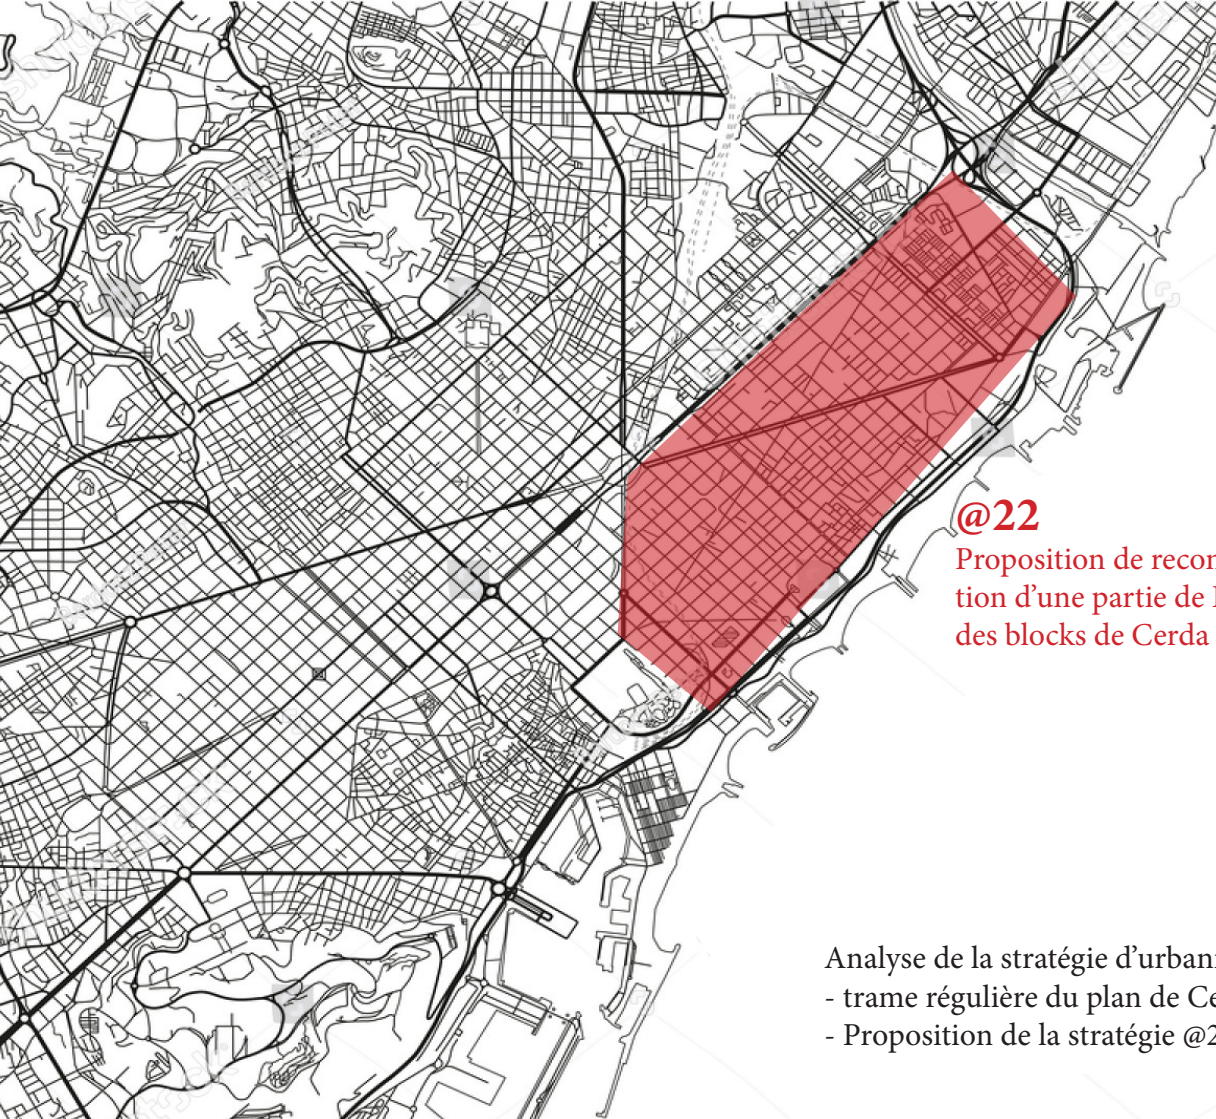 @22
Proposition de recon
tion d’une partie de
des blocks de Cerda
Analyse de la stratégie d’urban
- trame régulière du plan de Ce
- Proposition de la stratégie @2